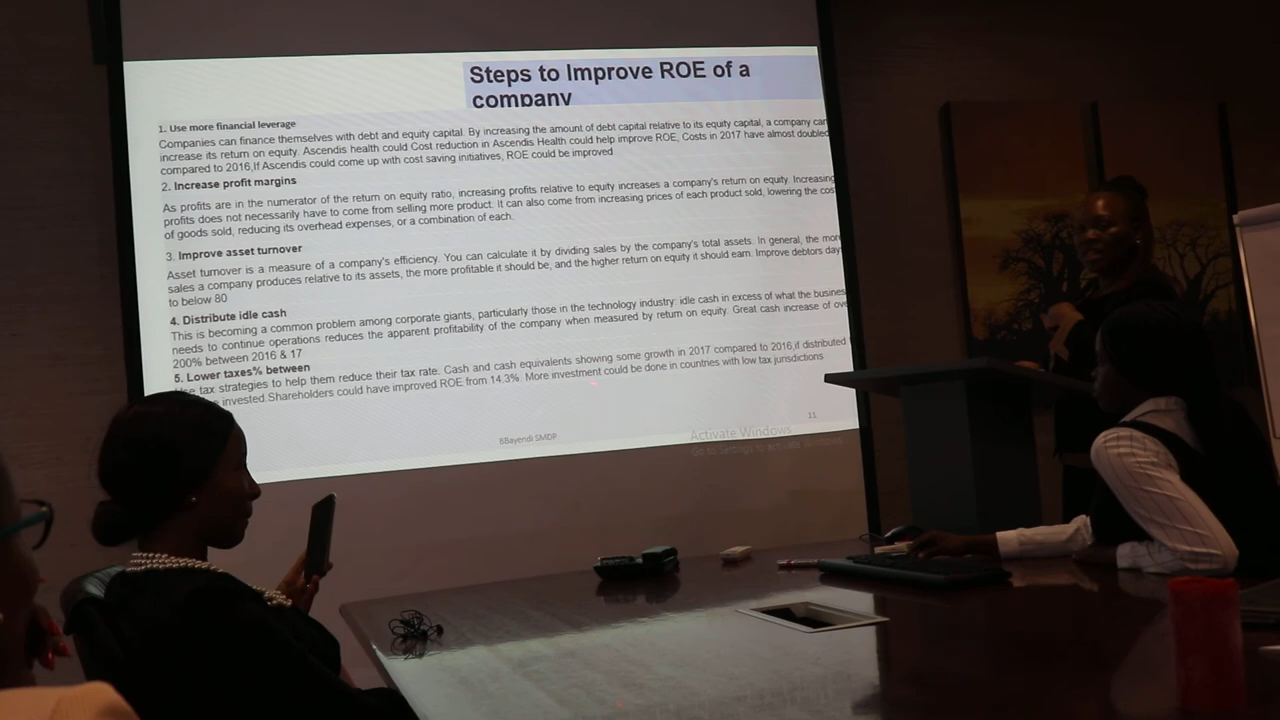 Steps to Improve ROE of a
company
1. Use more financial leverage
Companies can finance themselves with debt and equity capital. By increasing the amount of debt capital relative to its equity capital, a company can
increase its return on equity. Ascendis health could Cost reduction in Ascendis Health could help improve ROE, Costs in 2017 have almost doubled
compared to 2016,If Ascendis could come up with cost saving initiatives, ROE could be improved
2. Increase profit margins
As profits are in the numerator of the return on equity ratio, increasing profits relative to equity increases a company's return on equity. Increasing
profits does not necessarily have to come from selling more product. It can also come from increasing prices of each product sold, lowering the cos
of goods sold, reducing its overhead expenses, or a combination of each.
3. Improve asset turnover
Asset turnover is a measure of a company's efficiency. You can calculate it by dividing sales by the company's total assets. In general, the mor
sales a company produces relative to its assets, the more profitable it should be, and the higher return on equity it should earn. Improve debtors day
to below 80
4. Distribute idle cash
This is becoming a common problem among corporate giants, particularly those in the technology industry: idle cash in excess of what the busines
needs to continue operations reduces the apparent profitability of the company when measured by return on equity. Great cash increase of ove
200% between 2016 & 17
5. Lower taxes% between
tax strategies to help them reduce their tax rate. Cash and cash equivalents showing some growth in 2017 compared to 2016,if distributed
invested.Shareholders could have improved ROE from 14,3%. More investment could be done in countries with low tax jurisdictions
BBayendi SMDP
11
Activate Windows
Go to Settings to activate Windows.